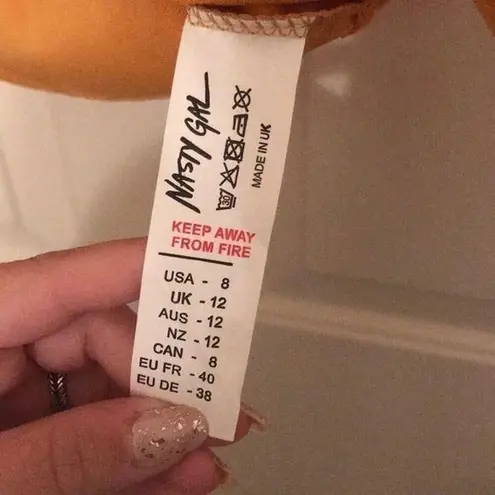 NASTY GAL
30
MADE IN UK
KEEP AWAY
FROM FIRE
USA - 8
UK - 12
AUS - 12
NZ - 12
CAN - 8
EU FR - 40
EU DE - 38